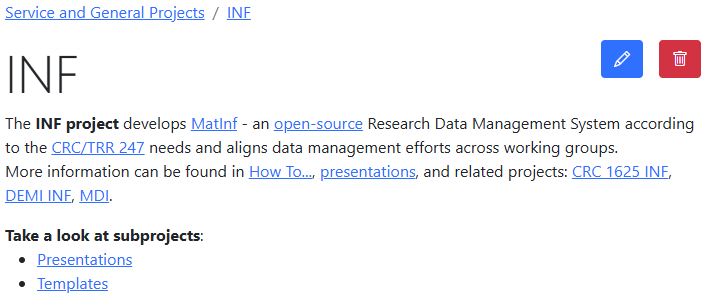 Service and General Projects / INF
INF
The INF project develops MatInf - an open-source Research Data Management System according
to the CRC/TRR 247 needs and aligns data management efforts across working groups.
More information can be found in How To..., presentations, and related projects: CRC 1625 INF,
DEMI INF, MDI.
Take a look at subprojects:
• Presentations
• Templates